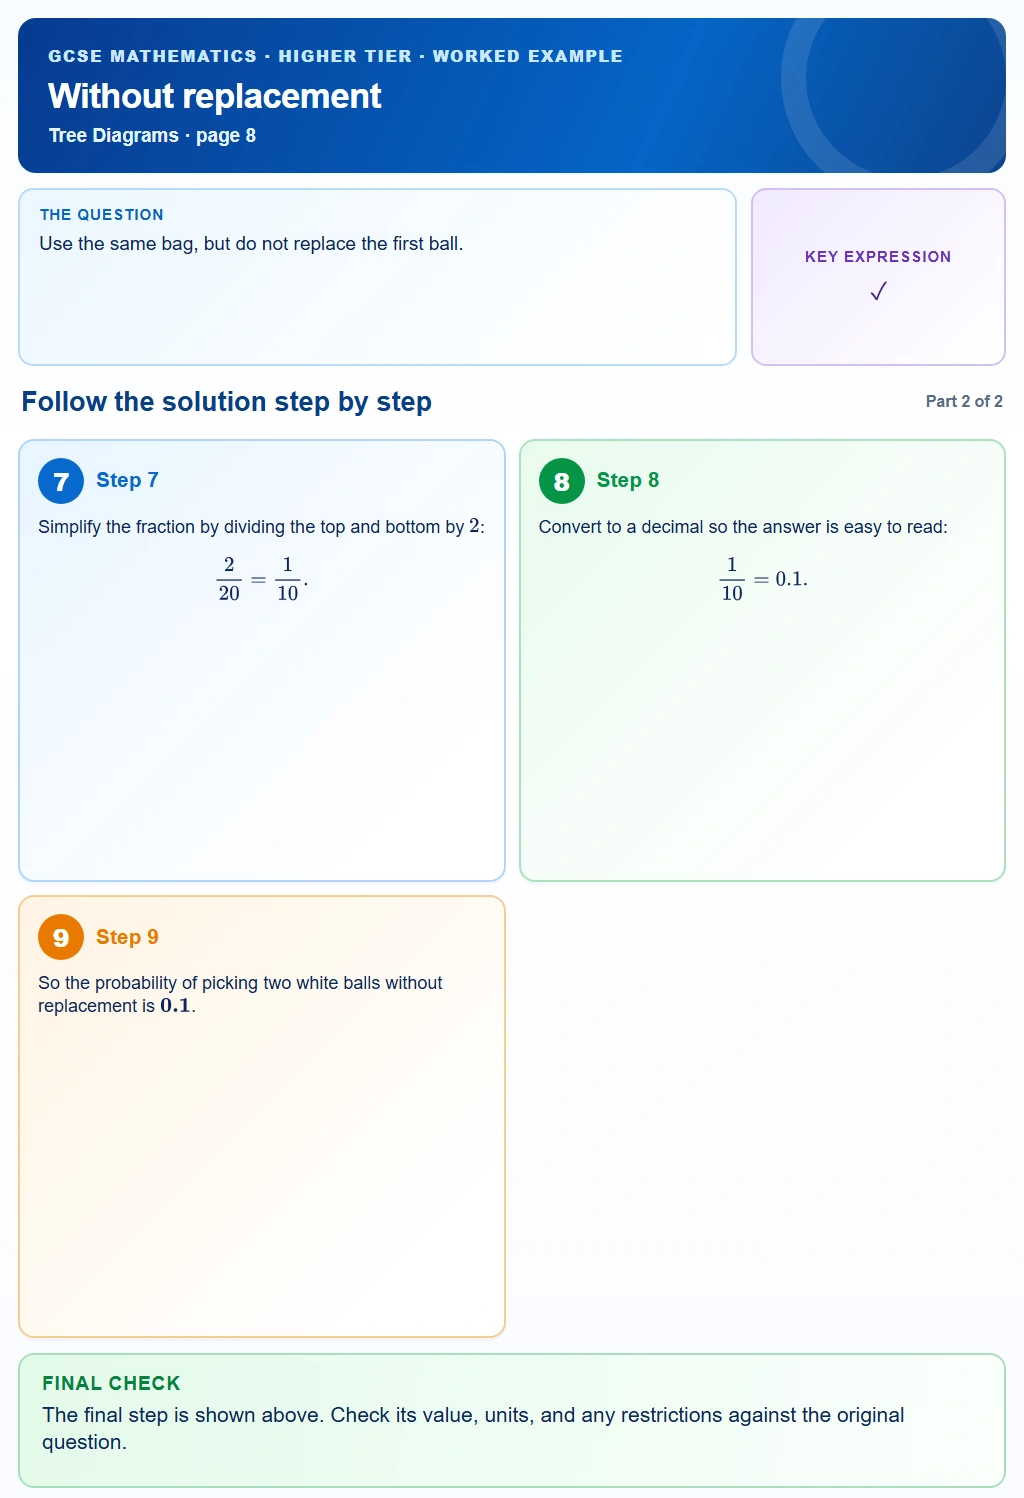 GCSE MATHEMATICS · HIGHER TIER · WORKED EXAMPLE
Without replacement
Tree Diagrams · page 8
THE QUESTION
Use the same bag, but do not replace the first ball.
KEY EXPRESSION
✓
Follow the solution step by step
Part 2 of 2
7 Step 7
Simplify the fraction by dividing the top and bottom by 2:
2/20 = 1/10.
8 Step 8
Convert to a decimal so the answer is easy to read:
1/10 = 0.1.
9 Step 9
So the probability of picking two white balls without
replacement is 0.1.
FINAL CHECK
The final step is shown above. Check its value, units, and any restrictions against the original
question.